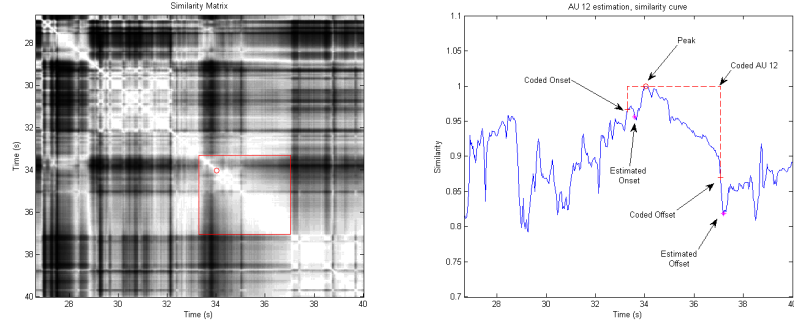 Similarity Matrix
28
30
32
34
36
38
40
Time (s)
28
30
32
34
36
38
40
Time (s)
AU 12 estimation, similarity curve
1.1
1.05
1
0.95
0.9
0.85
0.8
0.75
0.7
Similarity
Peak
Coded AU 12
Coded Onset
Estimated
Onset
Coded Offset
Estimated
Offset
28
30
32
34
36
38
40
Time (s)